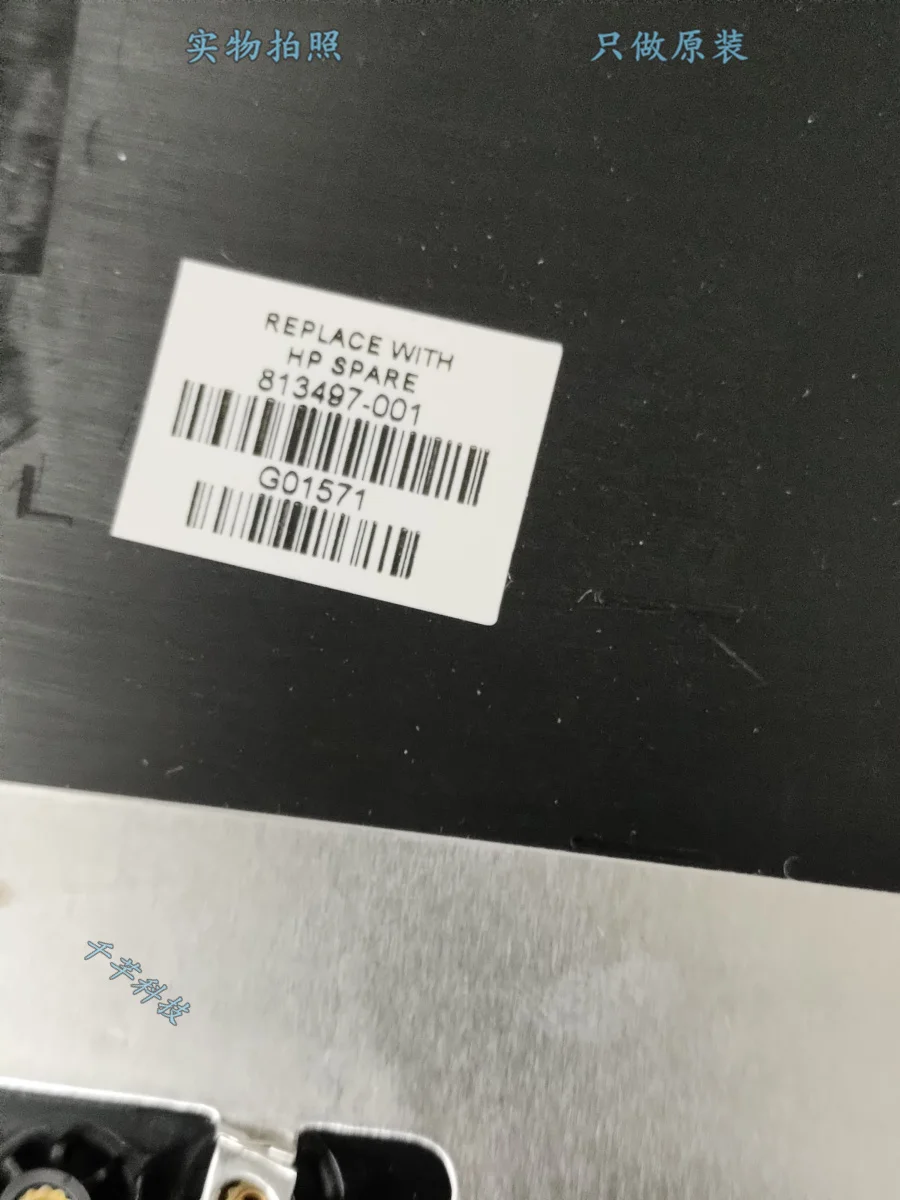 实物拍照
只做原装
REPLACE WITH
HP SPARE
813497-001
G01571
千芊科技